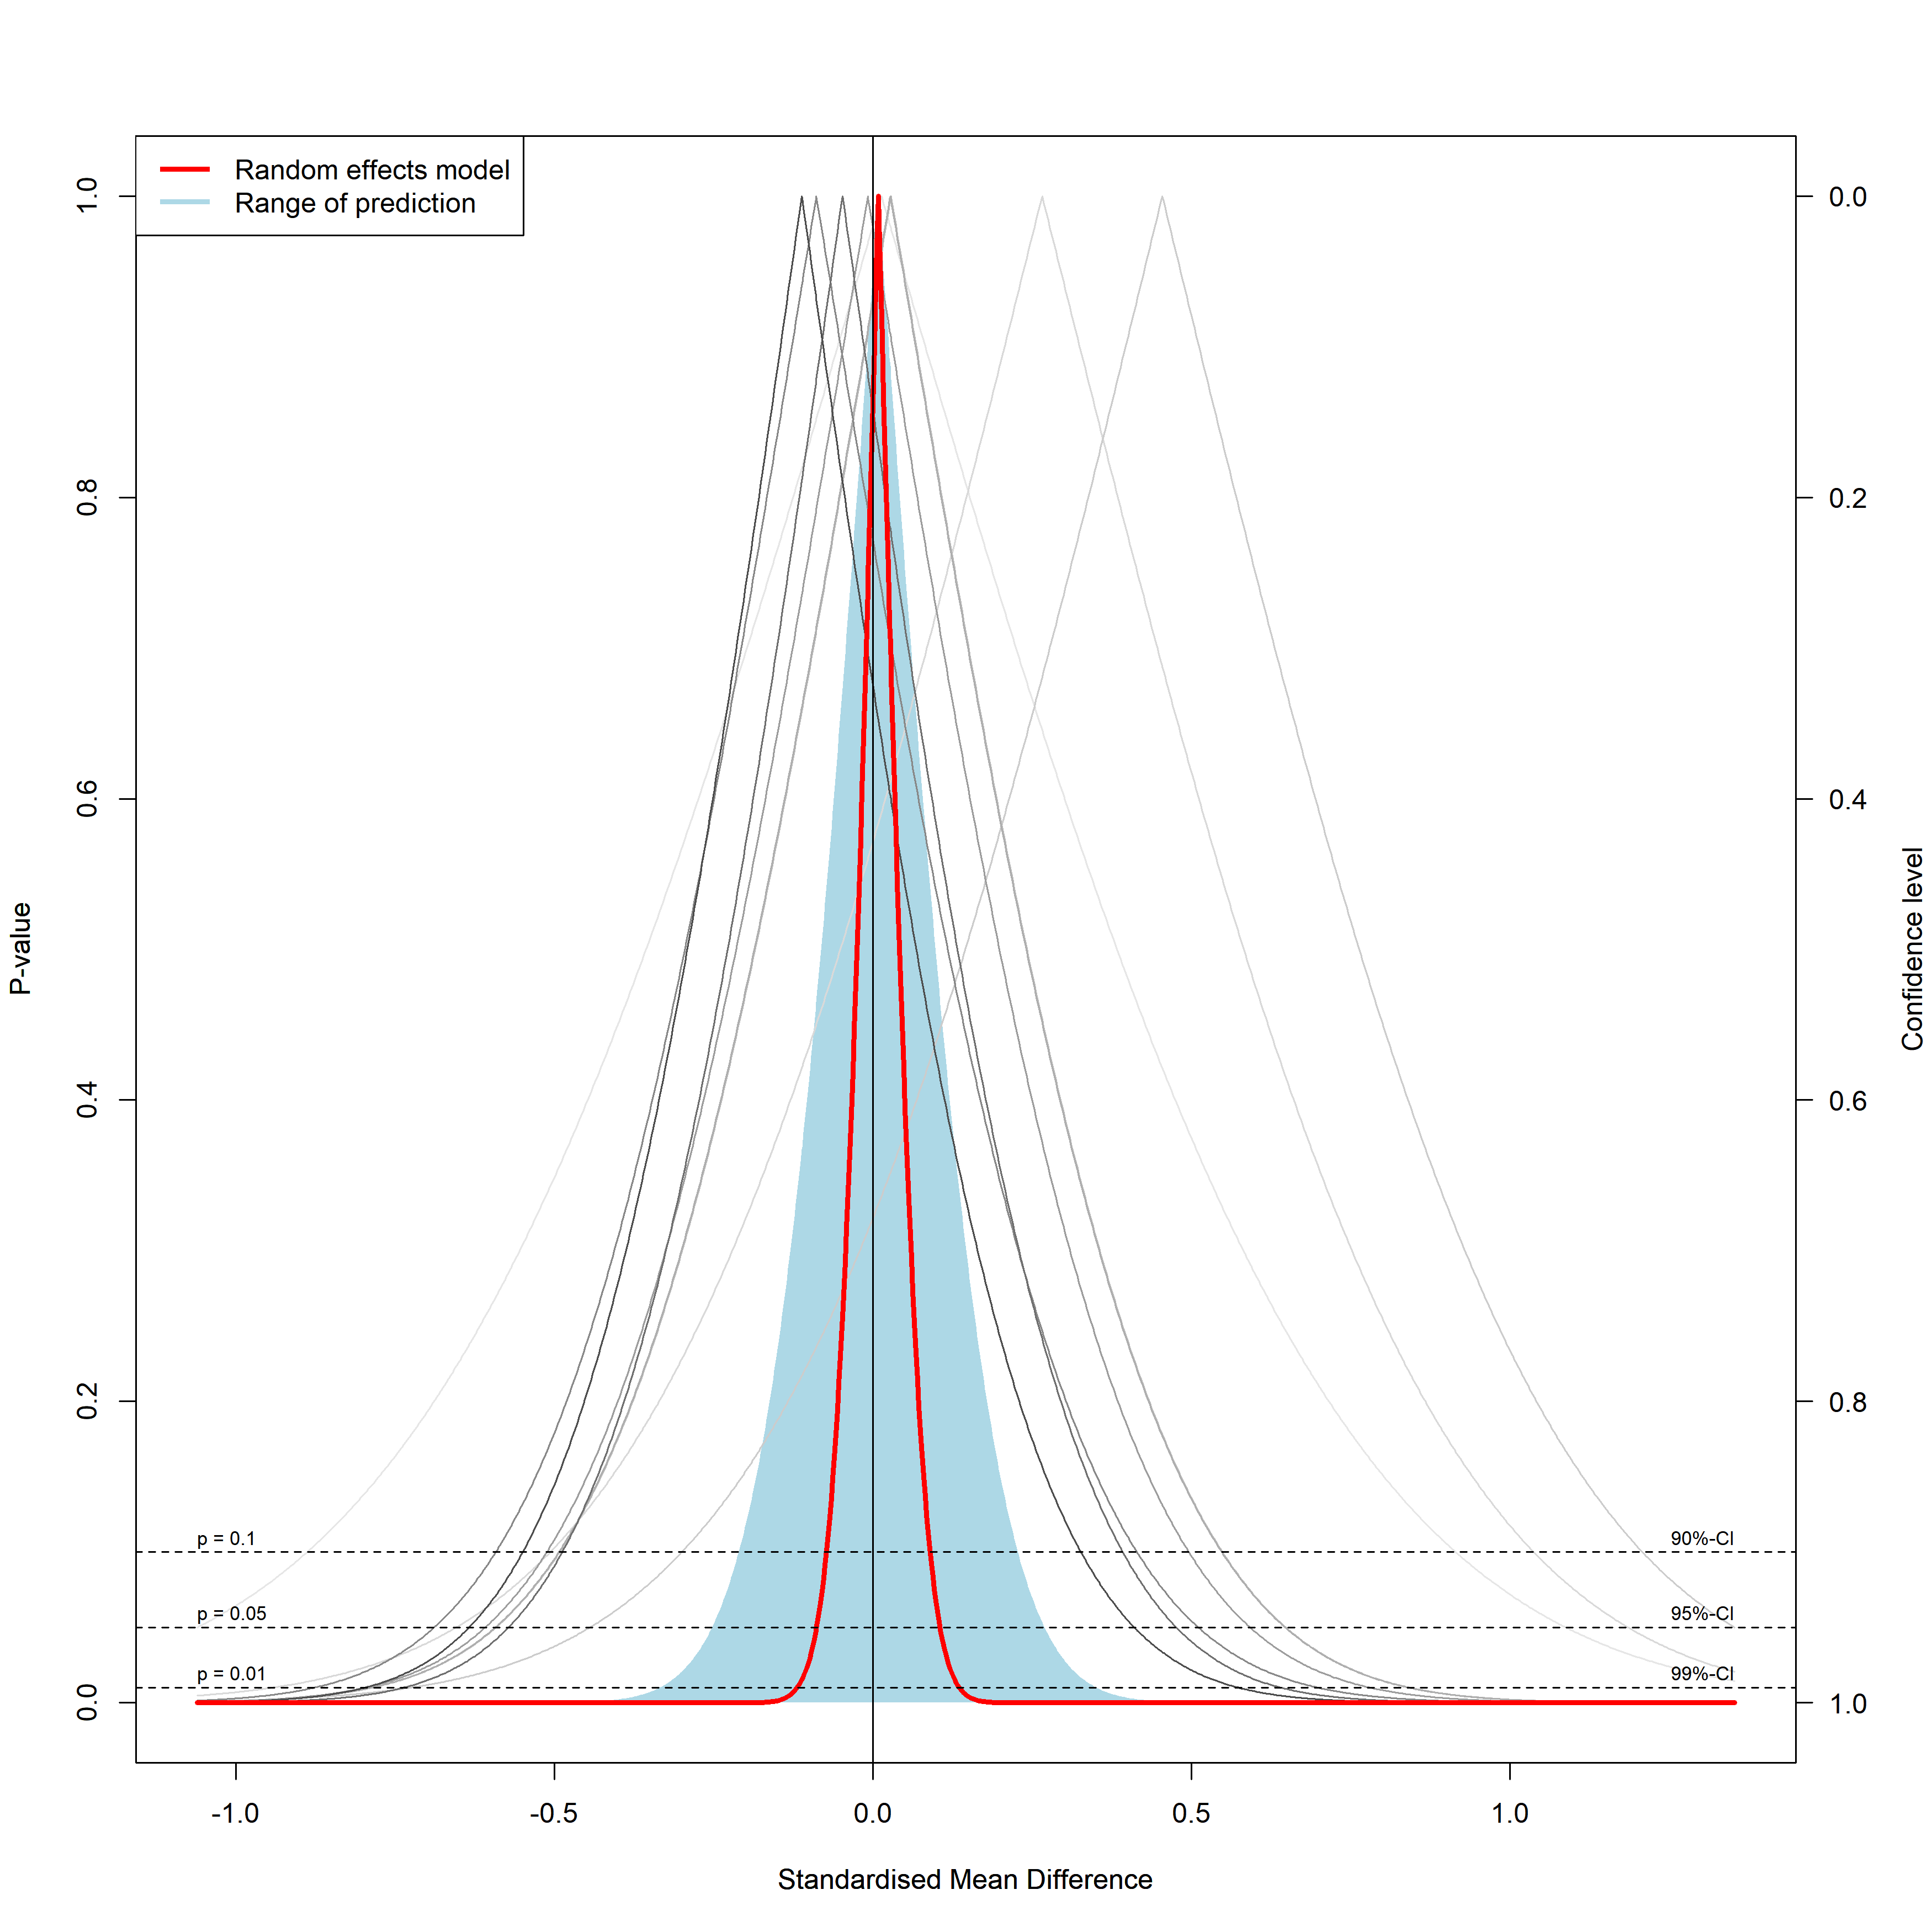 Random effects model
Range of prediction
1.0
0.8
0.6
0.4
0.2
0.0
P-value
0.0
0.2
0.4
0.6
0.8
1.0
Confidence level
p = 0.1
90%-CI
p = 0.05
95%-CI
p = 0.01
99%-CI
-1.0
-0.5
0.0
0.5
1.0
Standardised Mean Difference